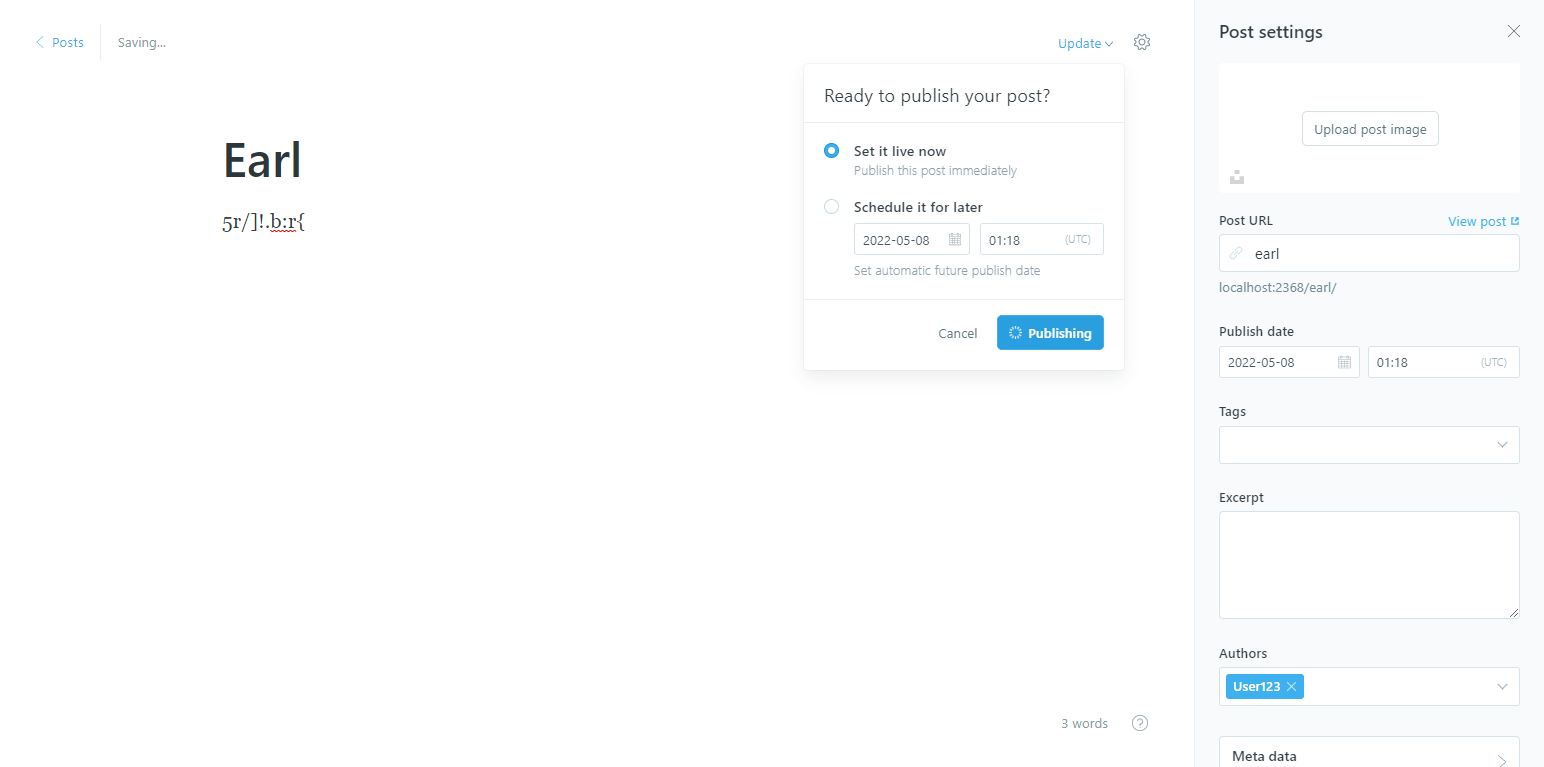 Posts
Saving...
Update
Earl
5r/]!.b:r{
Ready to publish your post?
Set it live now
Publish this post immediately
Schedule it for later
2022-05-08
01:18 (UTC)
Set automatic future publish date
Cancel
Publishing
3 words
Post settings
Upload post image
Post URL
View post
earl
localhost:2368/earl/
Publish date
2022-05-08
01:18 (UTC)
Tags
Excerpt
Authors
User123
Meta data